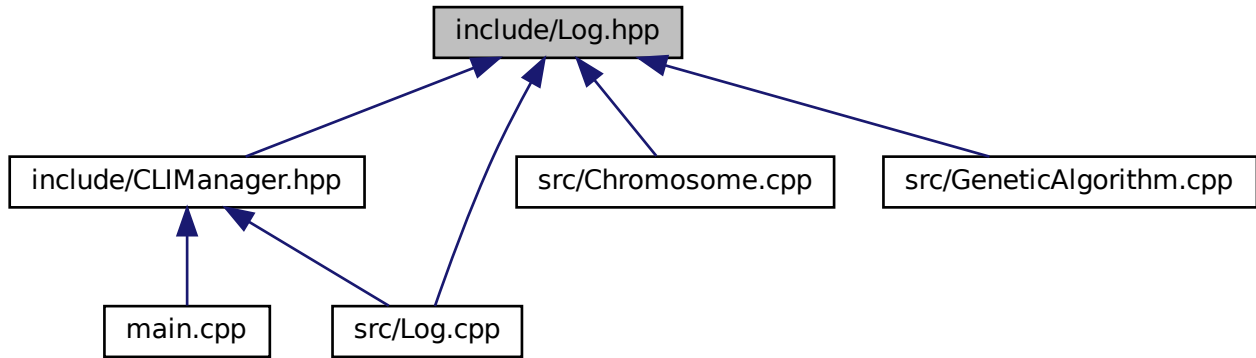 include/Log.hpp
include/CLIManager.hpp
src/Chromosome.cpp
src/GeneticAlgorithm.cpp
main.cpp
src/Log.cpp